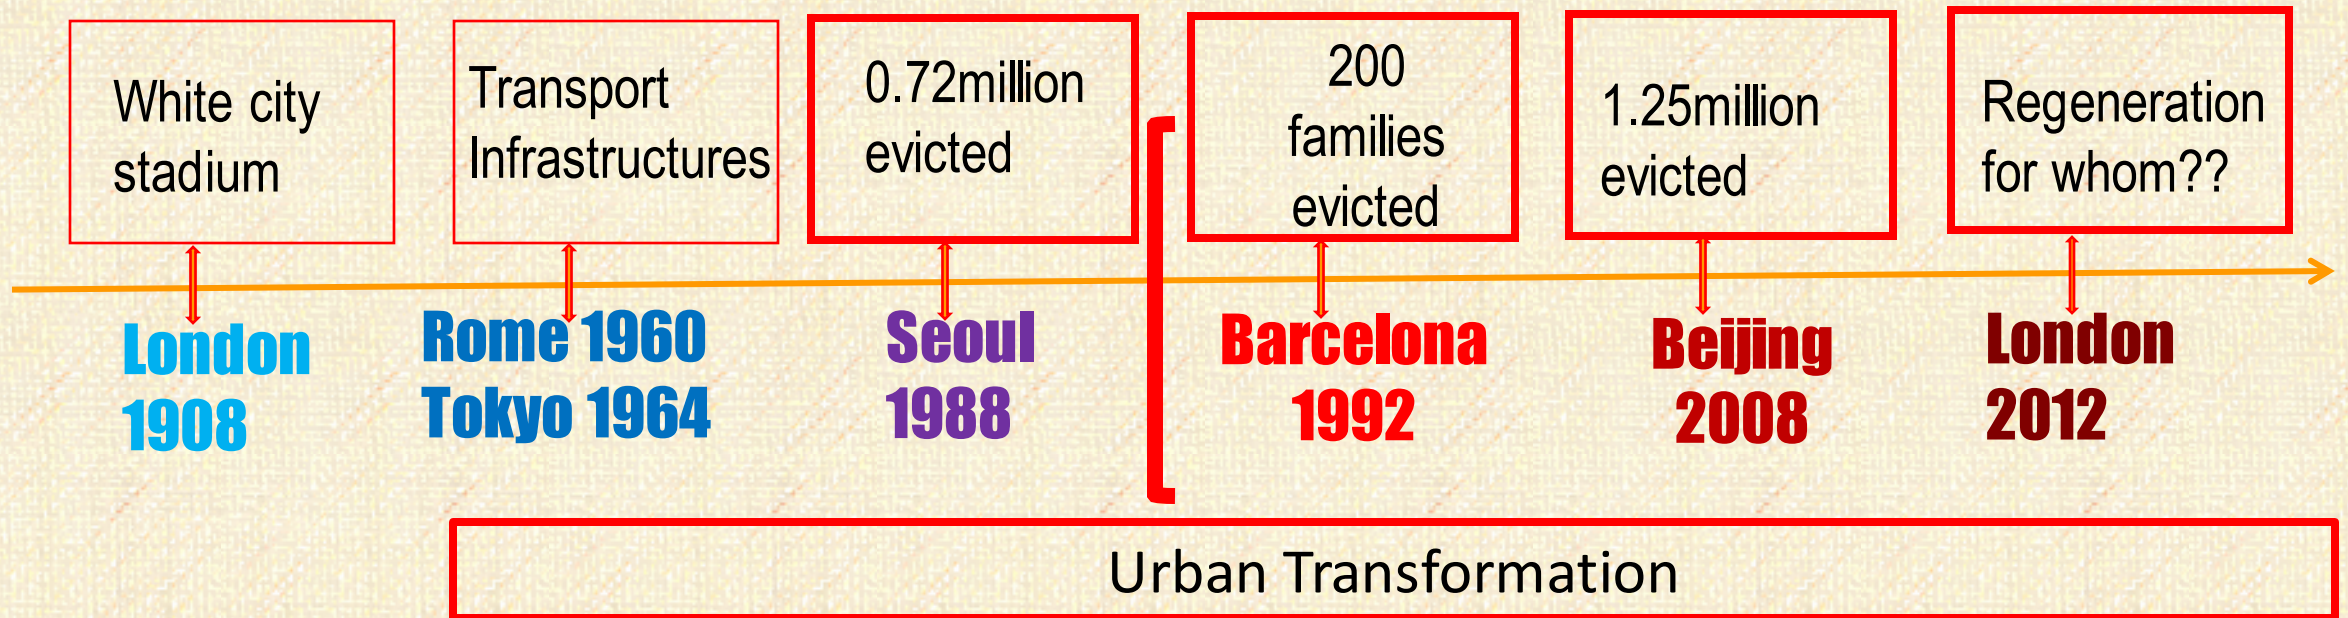 White city
stadium
Transport
Infrastructures
0.72million
evicted
200
families
evicted
1.25million
evicted
Regeneration
for whom??
London
1908
Rome 1960
Tokyo 1964
Seoul
1988
Barcelona
1992
Beijing
2008
London
2012
Urban Transformation